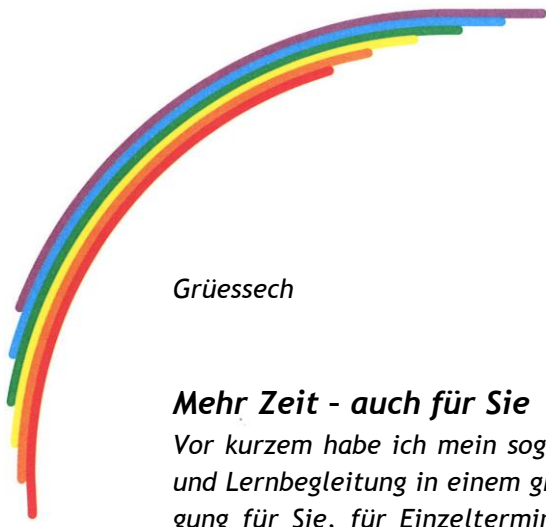 Grüessech
Mehr Zeit – auch für Sie
Vor kurzem habe ich mein sog
und Lernbegleitung in einem g
gung für Sie, für Einzeltermin